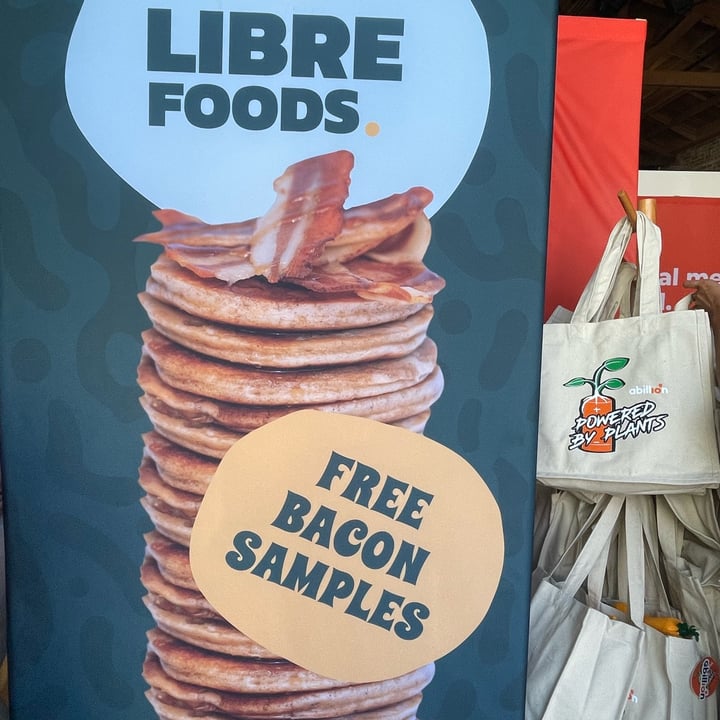 LIBRE
FOODS.
FREE
BACON
SAMPLES
abillion
POWERED
BY PLANTS